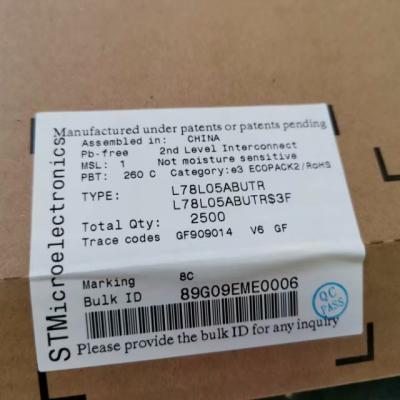 STMicroelectronics
Manufactured under patents or patents pending
Assembled in: CHINA
Pb-free 2nd Level Interconnect
MSL: 1 Not moisture sensitive
PBT: 260 C Category: e3 ECOPACK2/RoHS
TYPE: L78L05ABUTR
L78L05ABUTR$3F
Total Qty: 2500
Trace codes GF909014 V6 GF
Marking 8C
Bulk ID 89G09EME0006
QC PASS
Please provide the bulk ID for any inquiry